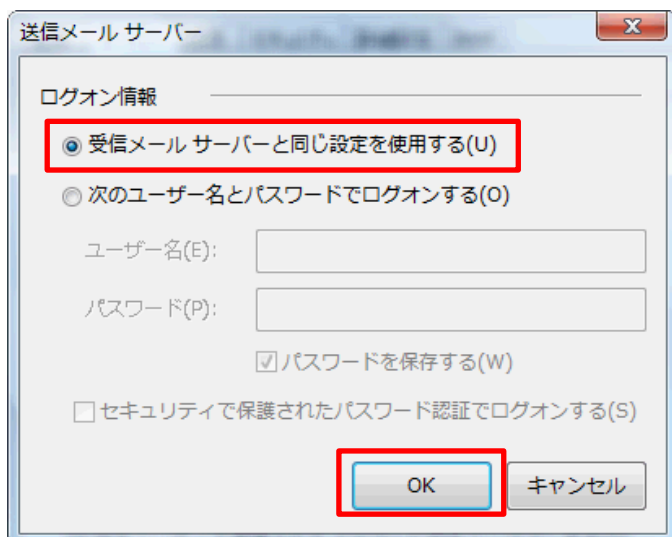 送信メール サーバー
ログオン情報
受信メール サーバーと同じ設定を使用する(U)
次のユーザー名とパスワードでログオンする(O)
ユーザー名(E):
パスワード(P):
パスワードを保存する(W)
セキュリティで保護されたパスワード認証でログオンする(S)
OK
キャンセル